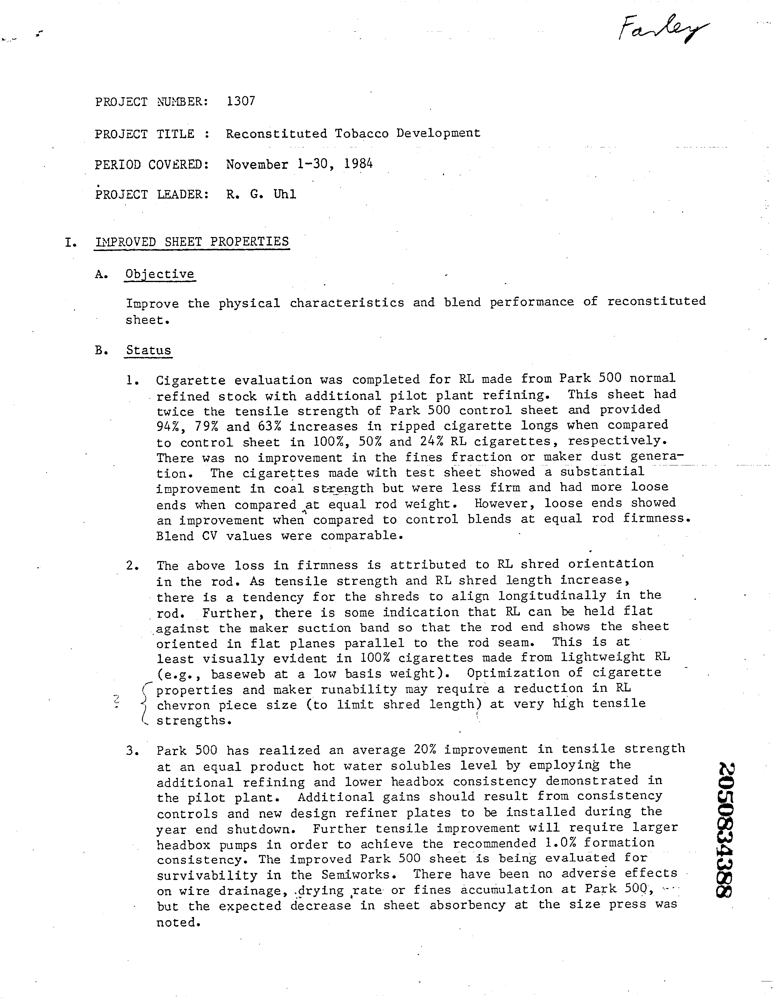 Farley
PROJECT NUMBER: 1307
PROJECT TITLE : Reconstituted Tobacco Development
PERIOD COVERED: November 1-30, 1984
PROJECT LEADER: R. G. Uhl
I. IMPROVED SHEET PROPERTIES
A. Objective
Improve the physical characteristics and blend performance of reconstituted
sheet.
B. Status
1. Cigarette evaluation was completed for RL made from Park 500 normal
refined stock with additional pilot plant refining. This sheet had
twice the tensile strength of Park 500 control sheet and provided
94%, 79% and 63% increases in ripped cigarette longs when compared
to control sheet in 100%, 50% and 24% RL cigarettes, respectively.
There was no improvement in the fines fraction or maker dust genera-
tion. The cigarettes made with test sheet showed a substantial
improvement in coal strength but were less firm and had more loose
ends when compared at equal rod weight. However, loose ends showed
an improvement when compared to control blends at equal rod firmness.
Blend CV values were comparable.
2. The above loss in firmness is attributed to RL shred orientation
in the rod. As tensile strength and RL shred length increase,
there is a tendency for the shreds to align longitudinally in the
rod. Further, there is some indication that RL can be held flat
against the maker suction band so that the rod end shows the sheet
oriented in flat planes parallel to the rod seam. This is at
least visually evident in 100% cigarettes made from lightweight RL
(e.g., baseweb at a low basis weight). Optimization of cigarette
properties and maker runability may require a reduction in RL
? chevron piece size (to limit shred length) at very high tensile
strengths.
3. Park 500 has realized an average 20% improvement in tensile strength
at an equal product hot water solubles level by employing the
additional refining and lower headbox consistency demonstrated in
the pilot plant. Additional gains should result from consistency
controls and new design refiner plates to be installed during the
year end shutdown. Further tensile improvement will require larger
headbox pumps in order to achieve the recommended 1.0% formation
consistency. The improved Park 500 sheet is being evaluated for
survivability in the Semiworks. There have been no adverse effects
on wire drainage, drying rate or fines accumulation at Park 500,
but the expected decrease in sheet absorbency at the size press was
noted.
2050834388